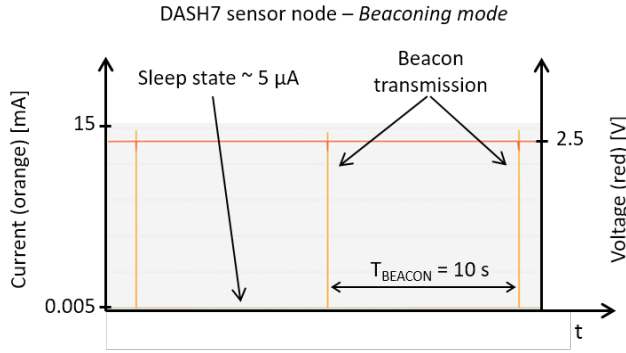 DASH7 sensor node – Beaconing mode
Sleep state ~ 5 µA
Beacon
transmission
Current (orange) [mA]
15
0.005
2.5
Voltage (red) [V]
T_BEACON = 10 s
t